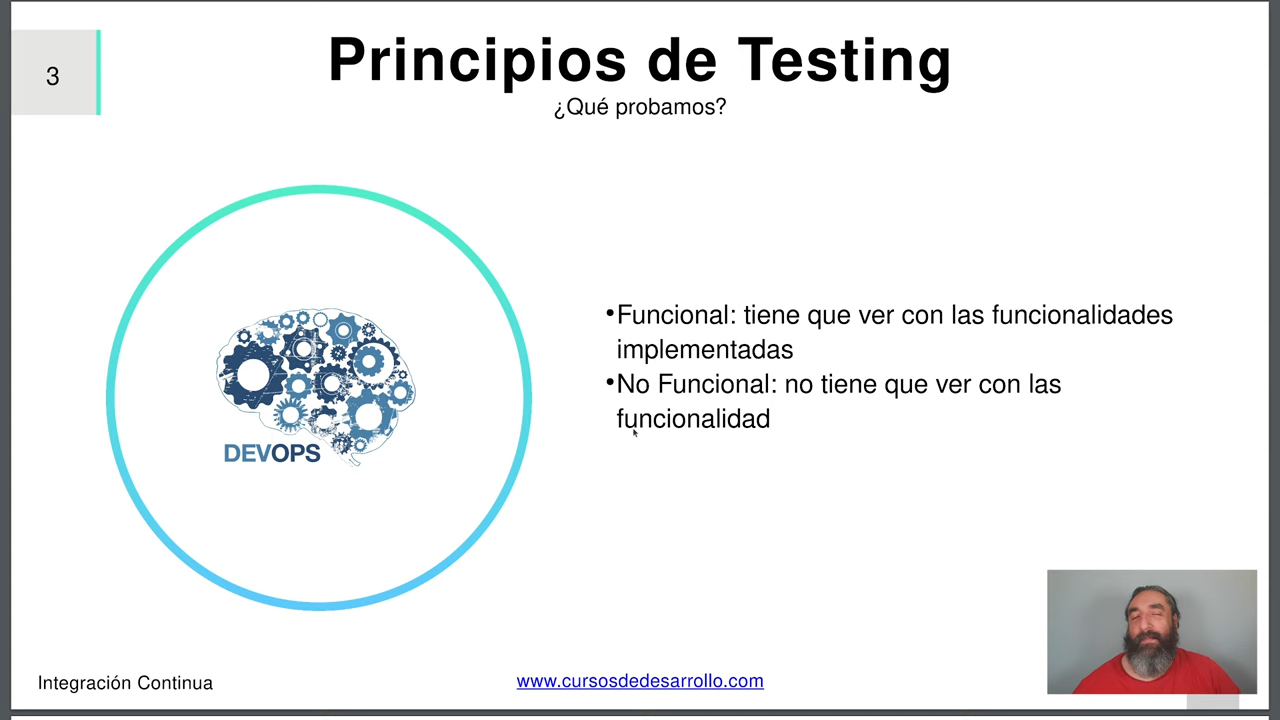 3
Principios de Testing
¿Qué probamos?
•Funcional: tiene que ver con las funcionalidades
implementadas
•No Funcional: no tiene que ver con las
funcionalidad
DEVOPS
Integración Continua
www.cursosdedesarrollo.com